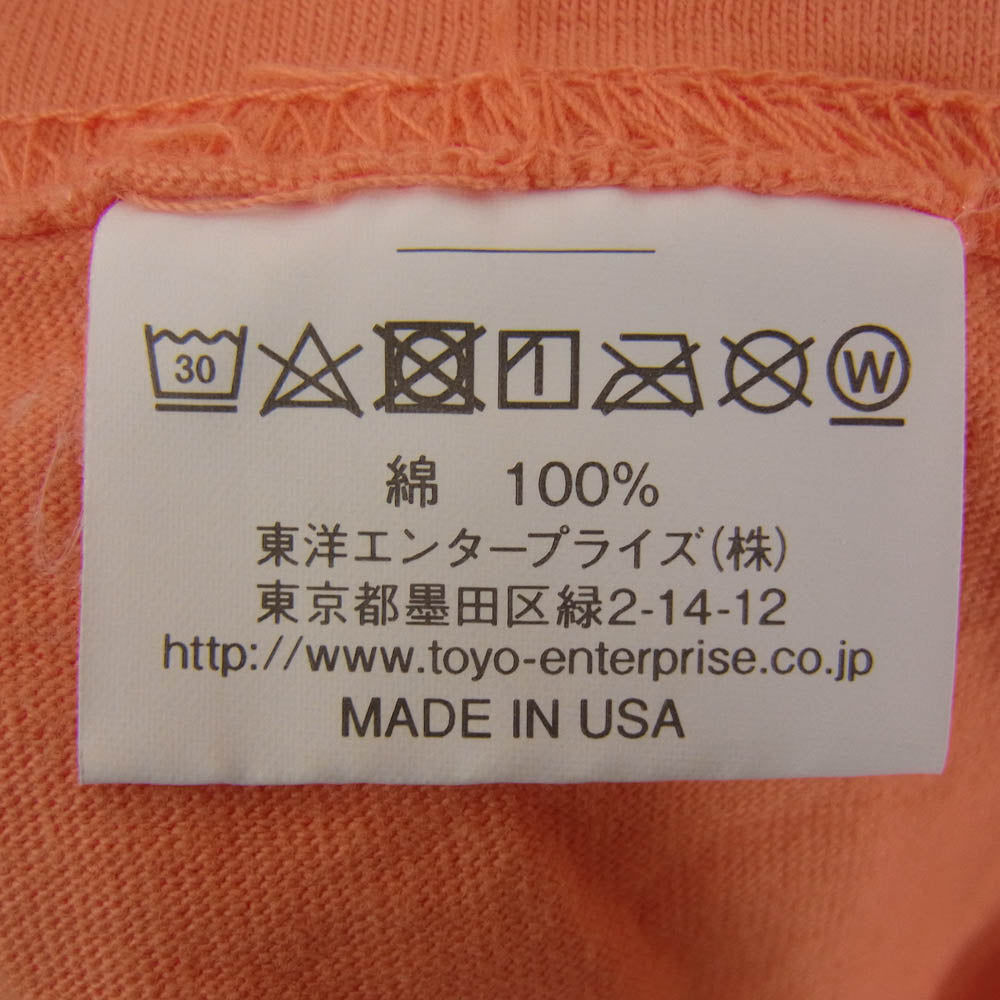 30 W
綿 100%
東洋エンタープライズ(株)
東京都墨田区緑2-14-12
http://www.toyo-enterprise.co.jp
MADE IN USA